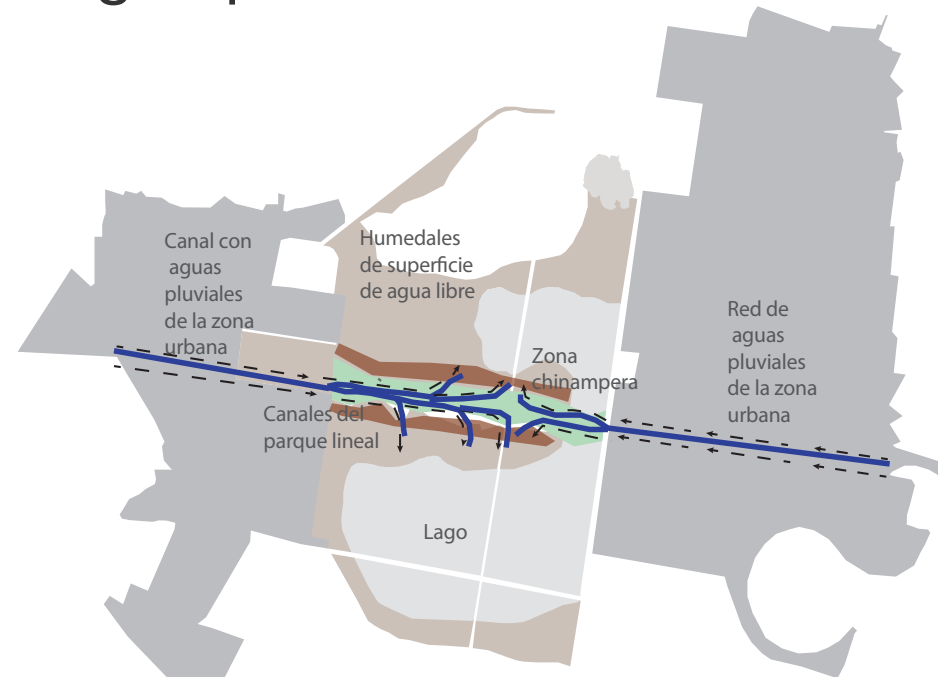 Canal con
aguas
pluviales
de la zona
urbana
Humedales
de superficie
de agua libre
Red de
aguas
pluviales
de la zona
urbana
Zona
chinampera
Canales del
parque lineal
Lago